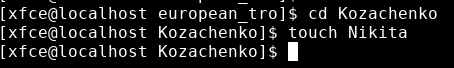 [xfce@localhost european_tro]$ cd Kozachenko
[xfce@localhost Kozachenko]$ touch Nikita
[xfce@localhost Kozachenko]$